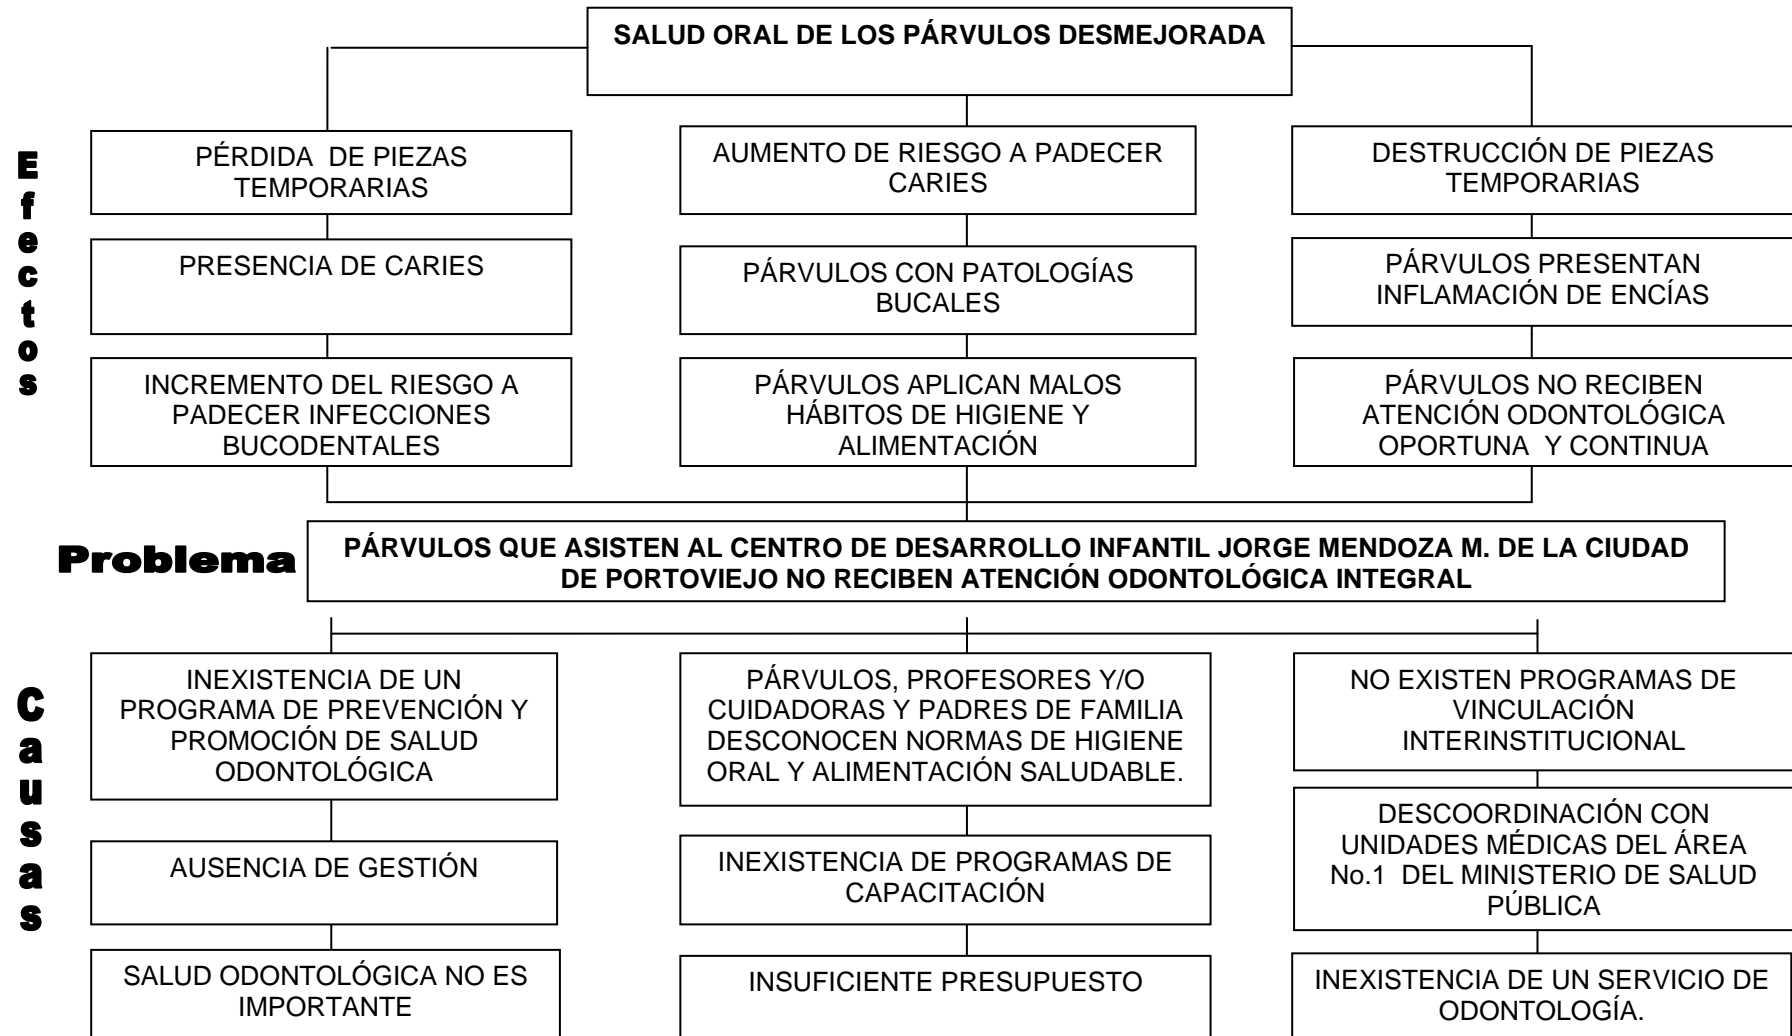 SALUD ORAL DE LOS PÁRVULOS DESMEJORADA
Efectos
PÉRDIDA DE PIEZAS
TEMPORARIAS
AUMENTO DE RIESGO A PADECER
CARIES
DESTRUCCIÓN DE PIEZAS
TEMPORARIAS
PRESENCIA DE CARIES
PÁRVULOS CON PATOLOGÍAS
BUCALES
PÁRVULOS PRESENTAN
INFLAMACIÓN DE ENCÍAS
INCREMENTO DEL RIESGO A
PADECER INFECCIONES
BUCODENTALES
PÁRVULOS APLICAN MALOS
HÁBITOS DE HIGIENE Y
ALIMENTACIÓN
PÁRVULOS NO RECIBEN
ATENCIÓN ODONTOLÓGICA
OPORTUNA Y CONTINUA
Problema
PÁRVULOS QUE ASISTEN AL CENTRO DE DESARROLLO INFANTIL JORGE MENDOZA M. DE LA CIUDAD
DE PORTOVIEJO NO RECIBEN ATENCIÓN ODONTOLÓGICA INTEGRAL
Causas
INEXISTENCIA DE UN
PROGRAMA DE PREVENCIÓN Y
PROMOCIÓN DE SALUD
ODONTOLÓGICA
PÁRVULOS, PROFESORES Y/O
CUIDADORAS Y PADRES DE FAMILIA
DESCONOCEN NORMAS DE HIGIENE
ORAL Y ALIMENTACIÓN SALUDABLE.
NO EXISTEN PROGRAMAS DE
VINCULACIÓN
INTERINSTITUCIONAL
AUSENCIA DE GESTIÓN
INEXISTENCIA DE PROGRAMAS DE
CAPACITACIÓN
DESCOORDINACIÓN CON
UNIDADES MÉDICAS DEL ÁREA
No.1 DEL MINISTERIO DE SALUD
PÚBLICA
SALUD ODONTOLÓGICA NO ES
IMPORTANTE
INSUFICIENTE PRESUPUESTO
INEXISTENCIA DE UN SERVICIO DE
ODONTOLOGÍA.